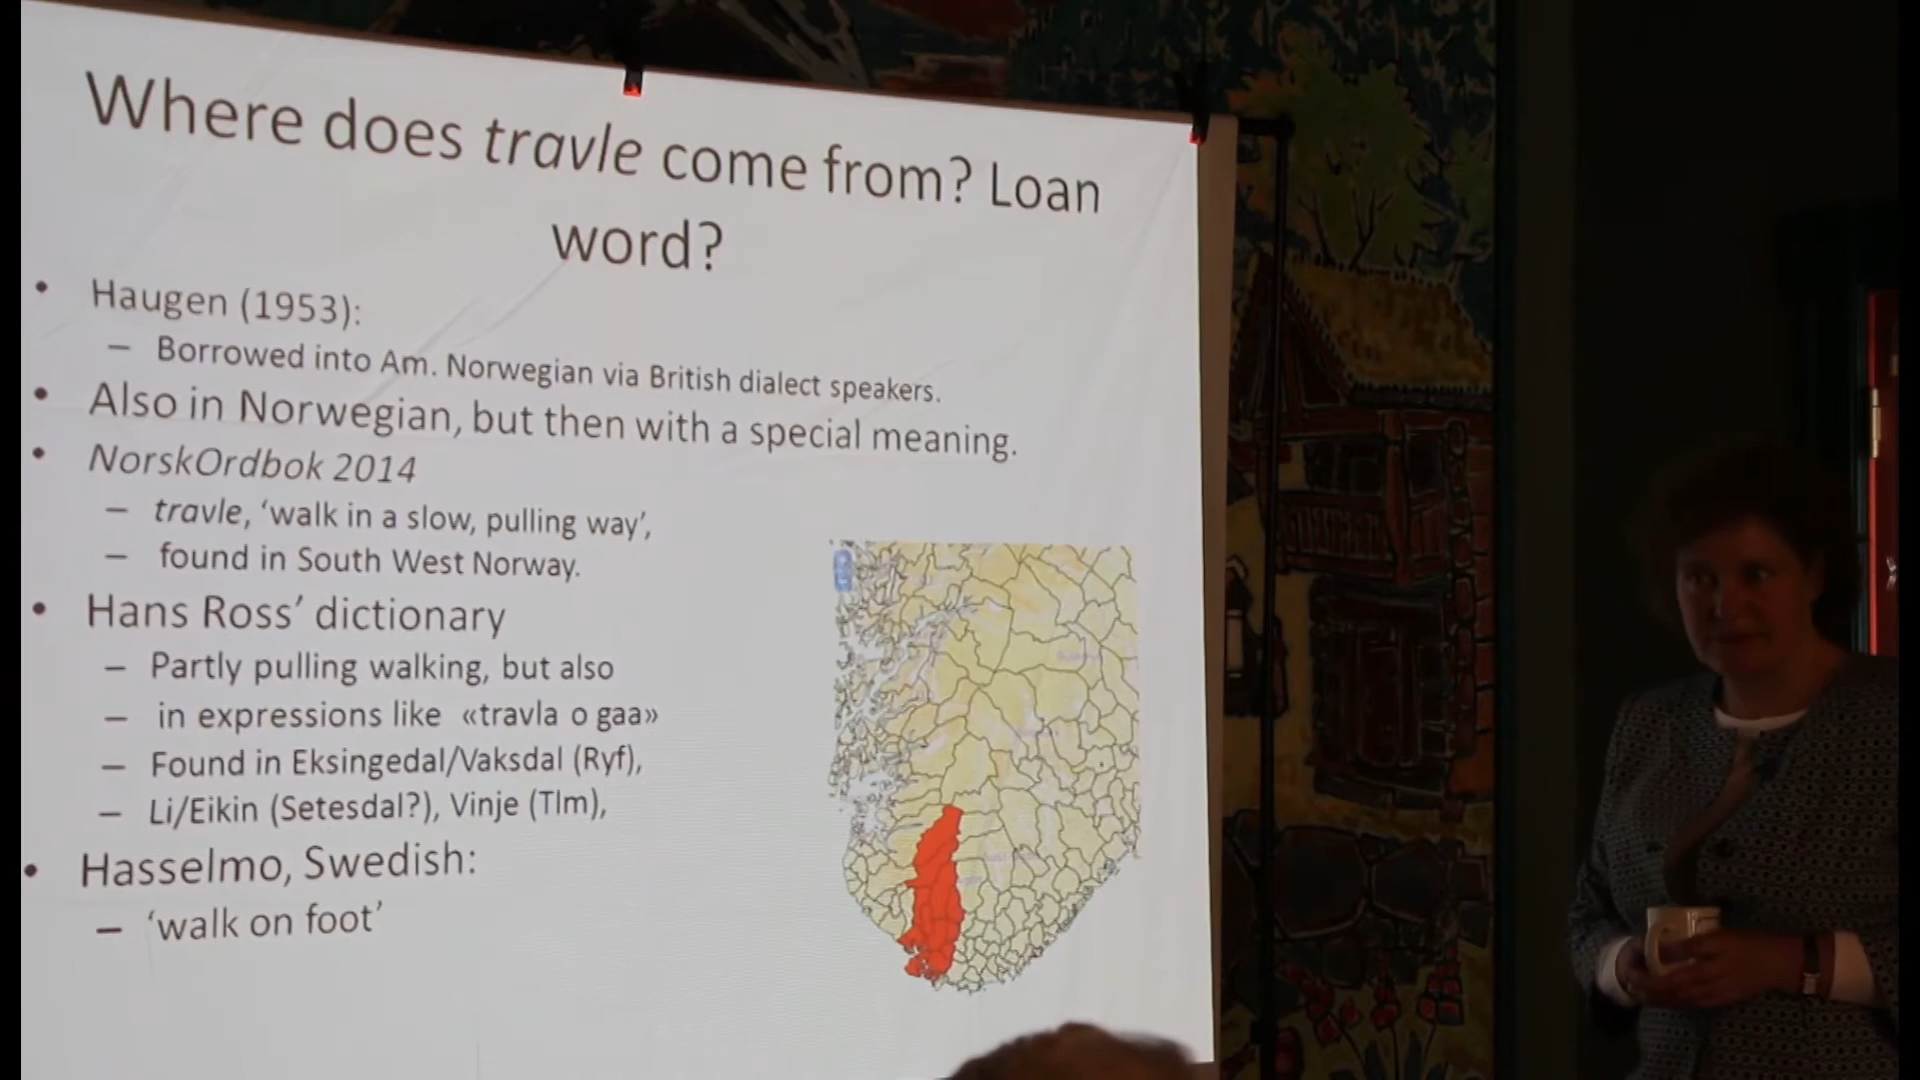 Where does travle come from? Loan
word?
• Haugen (1953):
– Borrowed into Am. Norwegian via British dialect speakers.
• Also in Norwegian, but then with a special meaning.
• NorskOrdbok 2014
– travle, ‘walk in a slow, pulling way’,
– found in South West Norway.
• Hans Ross’ dictionary
– Partly pulling walking, but also
– in expressions like «travla o gaa»
– Found in Eksingedal/Vaksdal (Ryf),
– Li/Eikin (Setesdal?), Vinje (Tlm),
• Hasselmo, Swedish:
– ‘walk on foot’